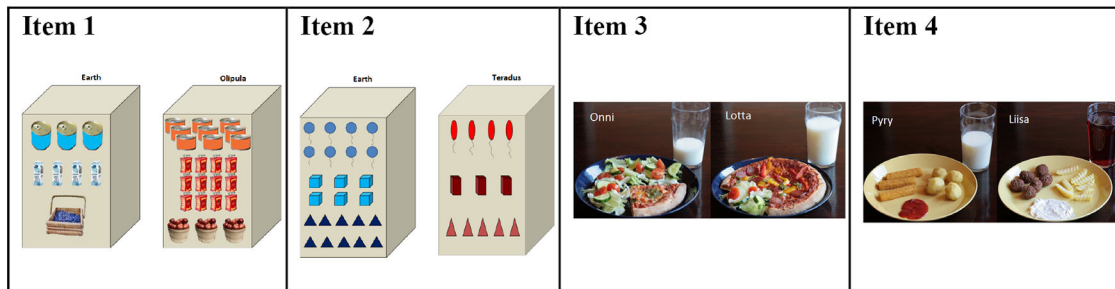 Item 1
Earth
Olipula
Item 2
Earth
Teradus
Item 3
Onni
Lotta
Item 4
Pyry
Liisa